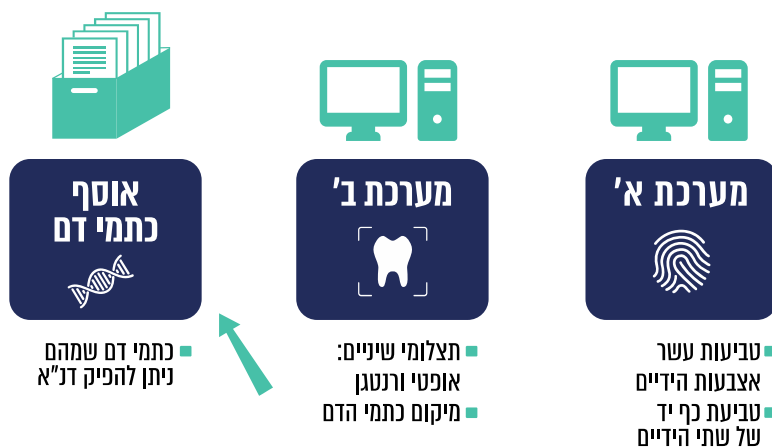 מערכת א'
טביעות עשר
אצבעות הידיים
טביעת כף יד
של שתי הידיים
מערכת ב'
תצלומי שיניים:
אופטי ורנטגן
מיקום כתמי הדם
אוסף
כתמי דם
כתמי דם שמהם
ניתן להפיק דנ"א